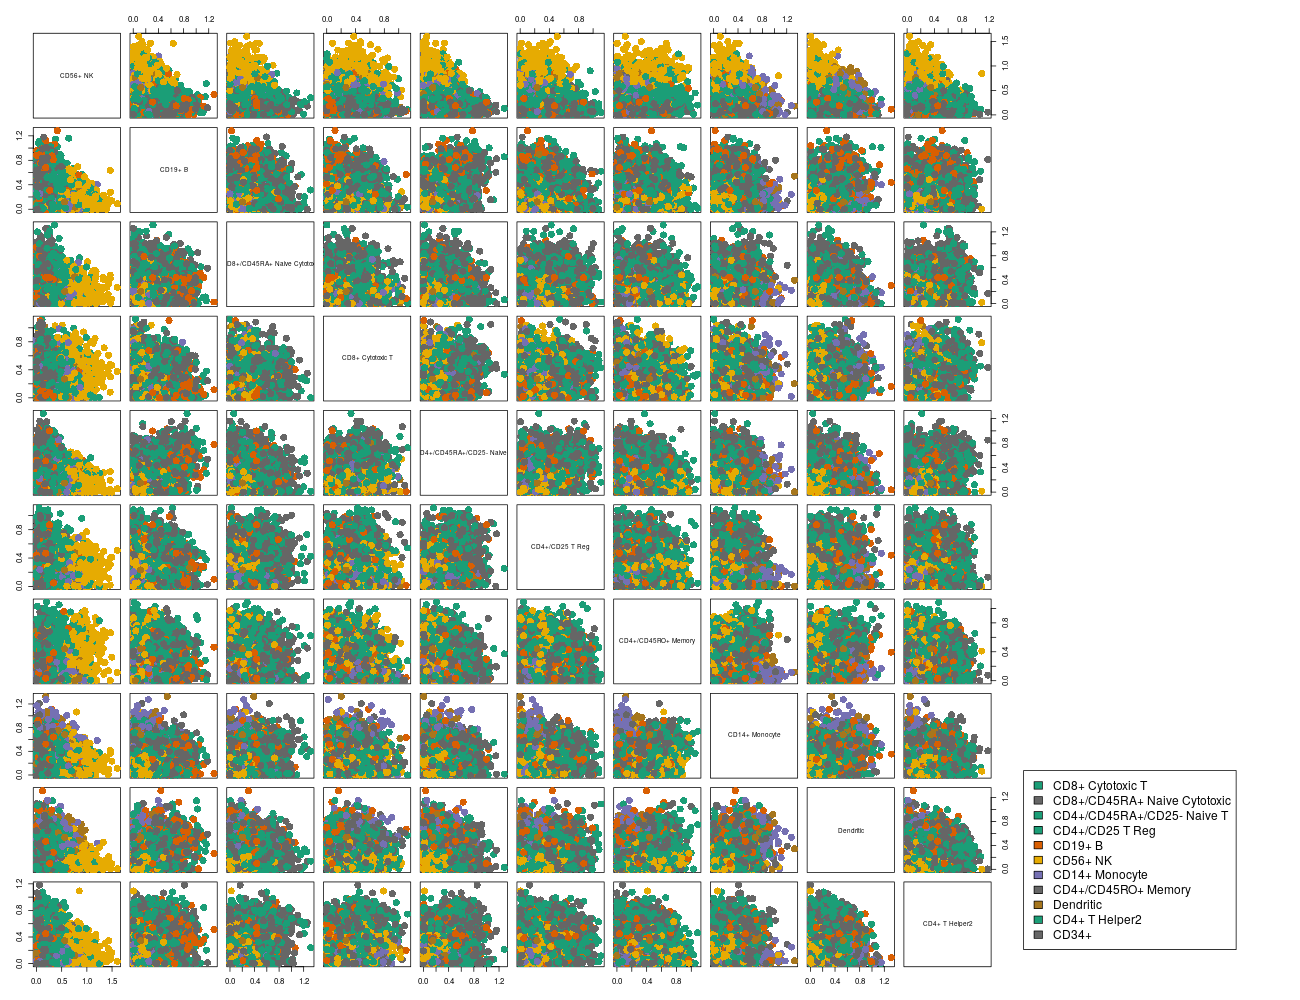 0.0 0.4 0.8 1.2 0.0 0.4 0.8 0.0 0.4 0.8 0.0 0.4 0.8 1.2 0.0 0.4 0.8 1.2
CD56+ NK
0.0 0.5 1.0 1.5
0.0 0.4 0.8 1.2
CD19+ B
D8+/CD45RA+ Naive Cytoto
0.0 0.4 0.8 1.2
0.0 0.4 0.8
CD8+ Cytotoxic T
D4+/CD45RA+/CD25- Naive
0.0 0.4 0.8 1.2
0.0 0.4 0.8
CD4+/CD25 T Reg
CD4+/CD45RO+ Memory
0.0 0.4 0.8
0.0 0.4 0.8 1.2
CD14+ Monocyte
Dendritic
0.0 0.4 0.8 1.2
0.0 0.4 0.8 1.2
CD4+ T Helper2
0.0 0.5 1.0 1.5 0.0 0.4 0.8 1.2 0.0 0.4 0.8 1.2 0.0 0.4 0.8 0.0 0.4 0.8 1.2
CD8+ Cytotoxic T
CD8+/CD45RA+ Naive Cytotoxic
CD4+/CD45RA+/CD25- Naive T
CD4+/CD25 T Reg
CD19+ B
CD56+ NK
CD14+ Monocyte
CD4+/CD45RO+ Memory
Dendritic
CD4+ T Helper2
CD34+